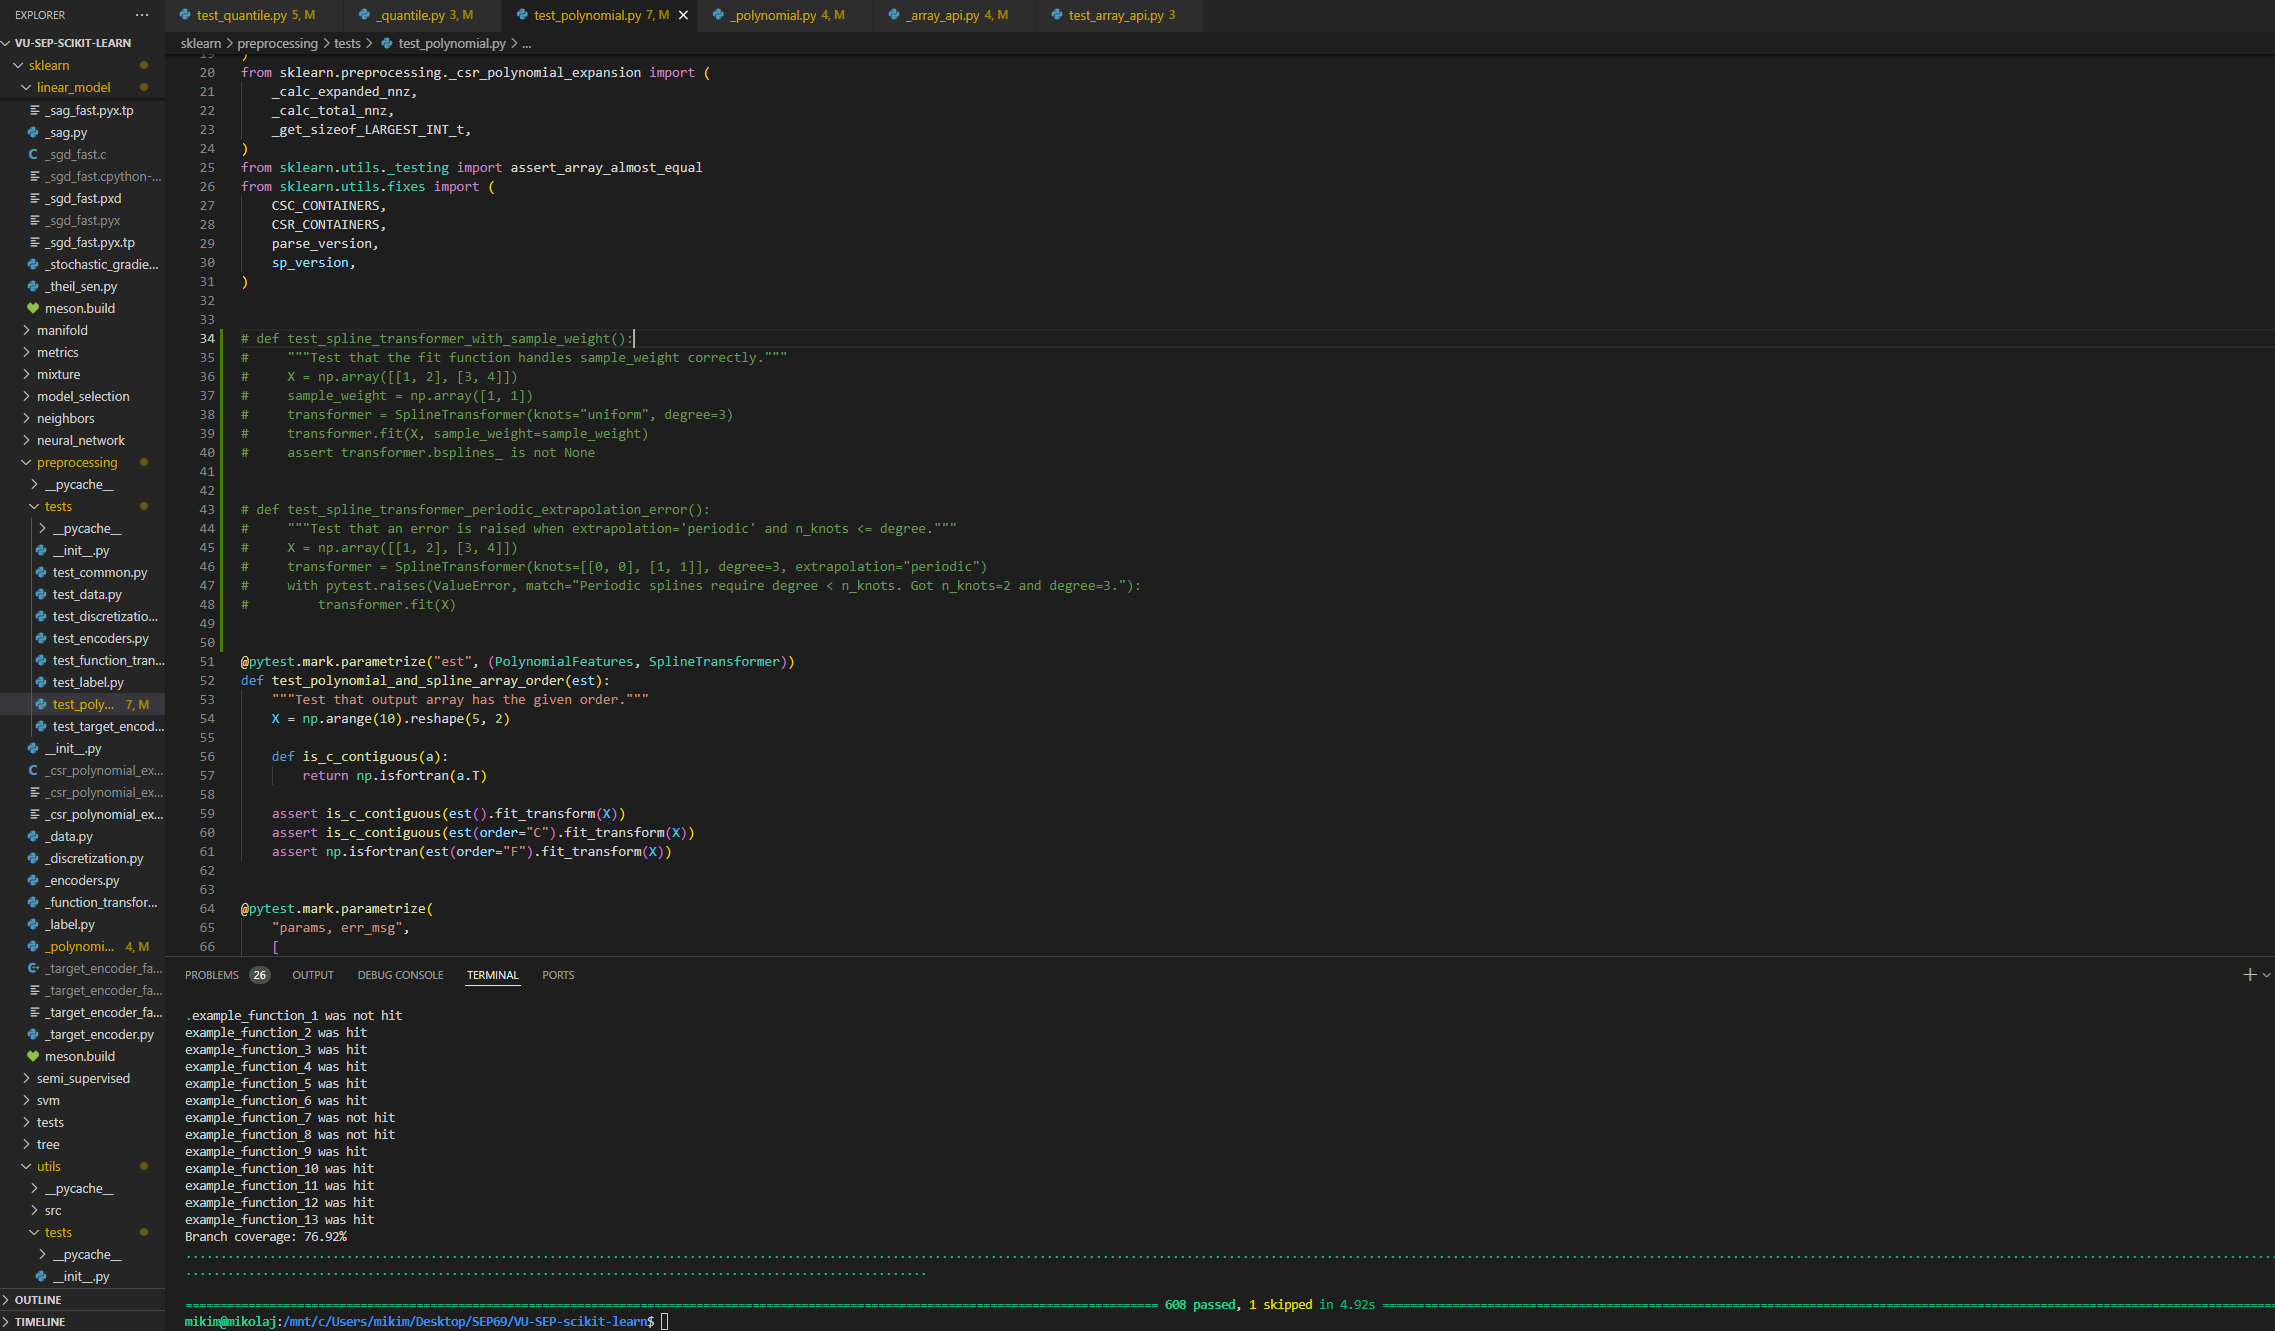 EXPLORER ...
VU-SEP-SCIKIT-LEARN
sklearn
linear_model
_sag_fast.pyx.tp
_sag.py
C _sgd_fast.c
_sgd_fast.cpython-...
_sgd_fast.pxd
_sgd_fast.pyx
_sgd_fast.pyx.tp
_stochastic_gradie...
_theil_sen.py
meson.build
manifold
metrics
mixture
model_selection
neighbors
neural_network
preprocessing
__pycache__
tests
__pycache__
__init__.py
test_common.py
test_data.py
test_discretizatio...
test_encoders.py
test_function_tran...
test_label.py
test_poly... 7, M
test_target_encod...
__init__.py
C _csr_polynomial_ex...
_csr_polynomial_ex...
_csr_polynomial_ex...
_data.py
_discretization.py
_encoders.py
_function_transfor...
_label.py
_polynomi... 4, M
_target_encoder_fa...
_target_encoder_fa...
_target_encoder_fa...
_target_encoder.py
meson.build
semi_supervised
svm
tests
tree
utils
__pycache__
src
tests
__pycache__
__init__.py
OUTLINE
TIMELINE
test_quantile.py 5, M
_quantile.py 3, M
test_polynomial.py 7, M
_polynomial.py 4, M
_array_api.py 4, M
test_array_api.py 3
sklearn > preprocessing > tests > test_polynomial.py > ...
19 )
20 from sklearn.preprocessing._csr_polynomial_expansion import (
21 _calc_expanded_nnz,
22 _calc_total_nnz,
23 _get_sizeof_LARGEST_INT_t,
24 )
25 from sklearn.utils._testing import assert_array_almost_equal
26 from sklearn.utils.fixes import (
27 CSC_CONTAINERS,
28 CSR_CONTAINERS,
29 parse_version,
30 sp_version,
31 )
32
33
34 # def test_spline_transformer_with_sample_weight():
35 # """Test that the fit function handles sample_weight correctly."""
36 # X = np.array([[1, 2], [3, 4]])
37 # sample_weight = np.array([1, 1])
38 # transformer = SplineTransformer(knots="uniform", degree=3)
39 # transformer.fit(X, sample_weight=sample_weight)
40 # assert transformer.bsplines_ is not None
41
42
43 # def test_spline_transformer_periodic_extrapolation_error():
44 # """Test that an error is raised when extrapolation='periodic' and n_knots <= degree."""
45 # X = np.array([[1, 2], [3, 4]])
46 # transformer = SplineTransformer(knots=[[0, 0], [1, 1]], degree=3, extrapolation="periodic")
47 # with pytest.raises(ValueError, match="Periodic splines require degree < n_knots. Got n_knots=2 and degree=3."):
48 # transformer.fit(X)
49
50
51 @pytest.mark.parametrize("est", (PolynomialFeatures, SplineTransformer))
52 def test_polynomial_and_spline_array_order(est):
53 """Test that output array has the given order."""
54 X = np.arange(10).reshape(5, 2)
55
56 def is_c_contiguous(a):
57 return np.isfortran(a.T)
58
59 assert is_c_contiguous(est().fit_transform(X))
60 assert is_c_contiguous(est(order="C").fit_transform(X))
61 assert np.isfortran(est(order="F").fit_transform(X))
62
63
64 @pytest.mark.parametrize(
65 "params, err_msg",
66 [
PROBLEMS 26 OUTPUT DEBUG CONSOLE TERMINAL PORTS
.example_function_1 was not hit
example_function_2 was hit
example_function_3 was hit
example_function_4 was hit
example_function_5 was hit
example_function_6 was hit
example_function_7 was not hit
example_function_8 was not hit
example_function_9 was hit
example_function_10 was hit
example_function_11 was hit
example_function_12 was hit
example_function_13 was hit
Branch coverage: 76.92%
608 passed, 1 skipped in 4.92s
mikim@mikolaj:/mnt/c/Users/mikim/Desktop/SEP69/VU-SEP-scikit-learn$